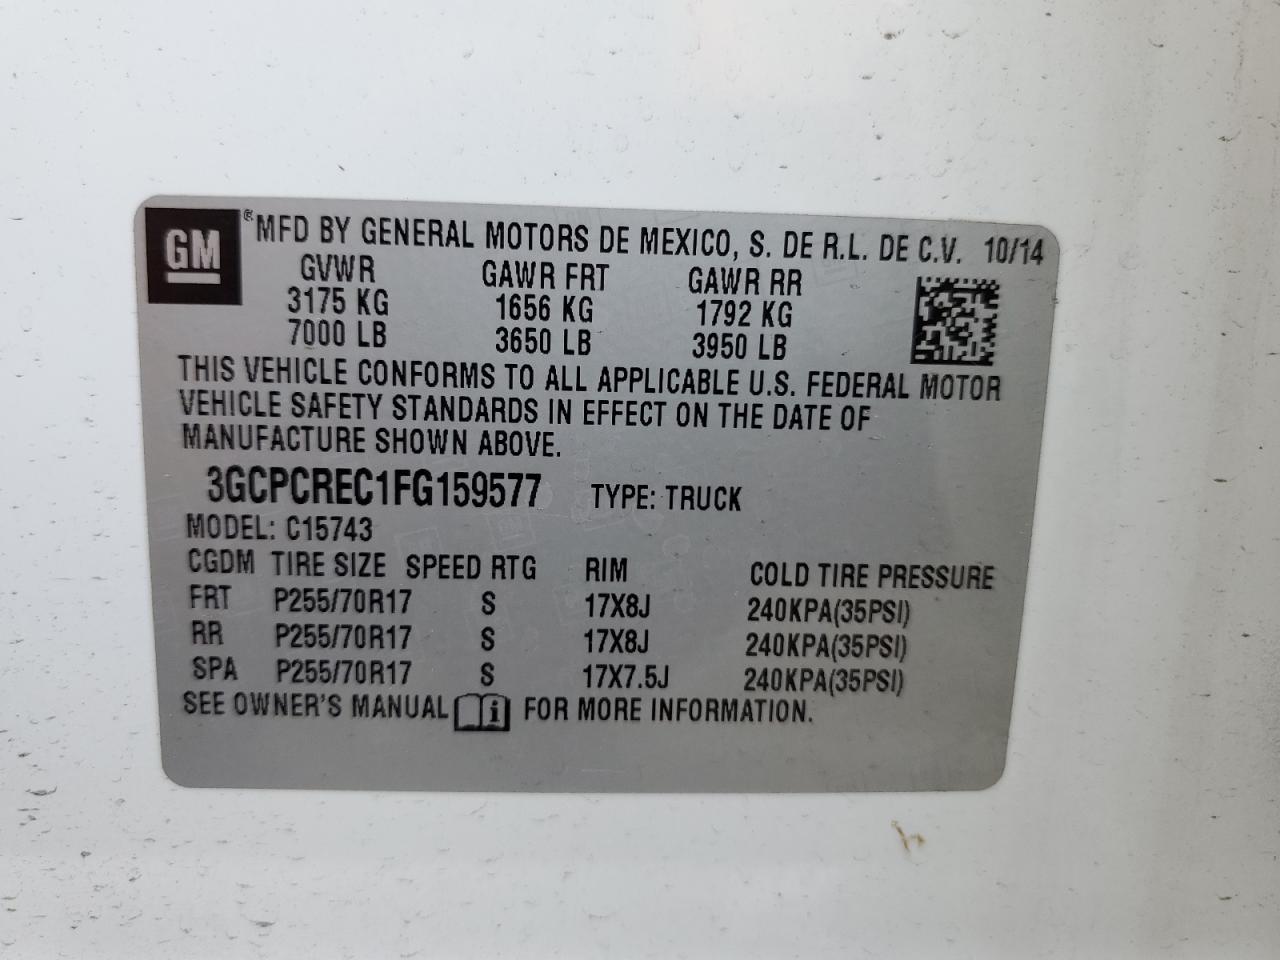 GM ® MFD BY GENERAL MOTORS DE MEXICO, S. DE R.L. DE C.V. 10/14
GVWR GAWR FRT GAWR RR
3175 KG 1656 KG 1792 KG
7000 LB 3650 LB 3950 LB
THIS VEHICLE CONFORMS TO ALL APPLICABLE U.S. FEDERAL MOTOR
VEHICLE SAFETY STANDARDS IN EFFECT ON THE DATE OF
MANUFACTURE SHOWN ABOVE.
3GCPCREC1FG159577 TYPE: TRUCK
MODEL: C15743
CGDM TIRE SIZE SPEED RTG RIM COLD TIRE PRESSURE
FRT P255/70R17 S 17X8J 240KPA(35PSI)
RR P255/70R17 S 17X8J 240KPA(35PSI)
SPA P255/70R17 S 17X7.5J 240KPA(35PSI)
SEE OWNER'S MANUAL i FOR MORE INFORMATION.